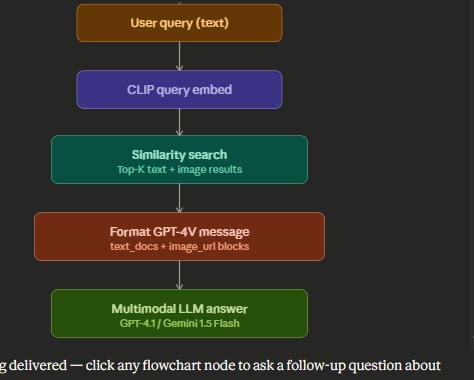 User query (text)
CLIP query embed
Similarity search
Top-K text + image results
Format GPT-4V message
text_docs + image_url blocks
Multimodal LLM answer
GPT-4.1 / Gemini 1.5 Flash
delivered — click any flowchart node to ask a follow-up question about